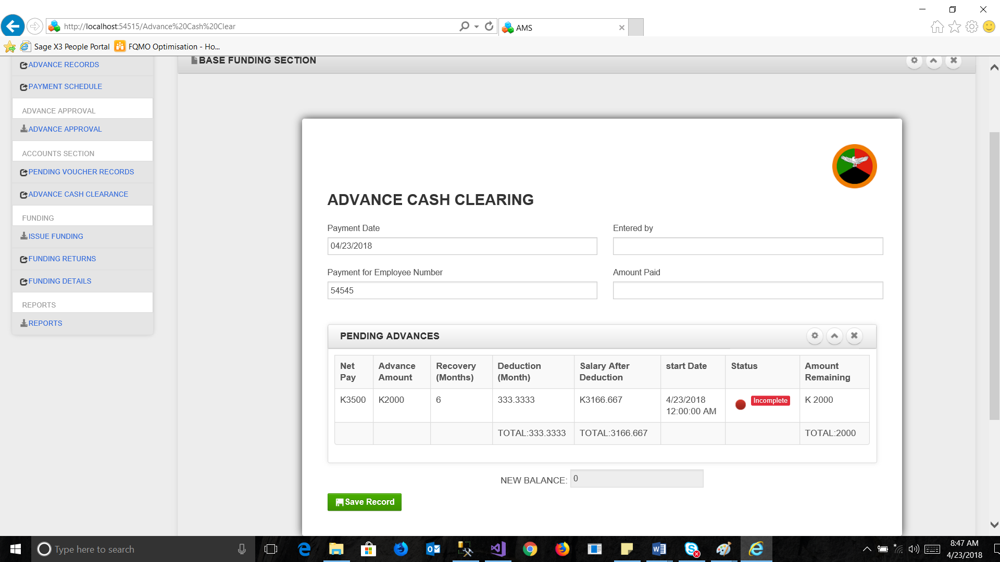 http://localhost:54515/Advance%20Cash%20Clear
AMS
Sage X3 People Portal
FQMO Optimisation - Ho...
ADVANCE RECORDS
PAYMENT SCHEDULE
ADVANCE APPROVAL
ADVANCE APPROVAL
ACCOUNTS SECTION
PENDING VOUCHER RECORDS
ADVANCE CASH CLEARANCE
FUNDING
ISSUE FUNDING
FUNDING RETURNS
FUNDING DETAILS
REPORTS
REPORTS
BASE FUNDING SECTION
ADVANCE CASH CLEARING
Payment Date
04/23/2018
Entered by
Payment for Employee Number
54545
Amount Paid
PENDING ADVANCES
Net Pay
Advance Amount
Recovery (Months)
Deduction (Month)
Salary After Deduction
start Date
Status
Amount Remaining
K3500
K2000
6
333.3333
K3166.667
4/23/2018
12:00:00 AM
Incomplete
K 2000
TOTAL:333.3333
TOTAL:3166.667
TOTAL:2000
NEW BALANCE:
0
Save Record
Type here to search
8:47 AM
4/23/2018